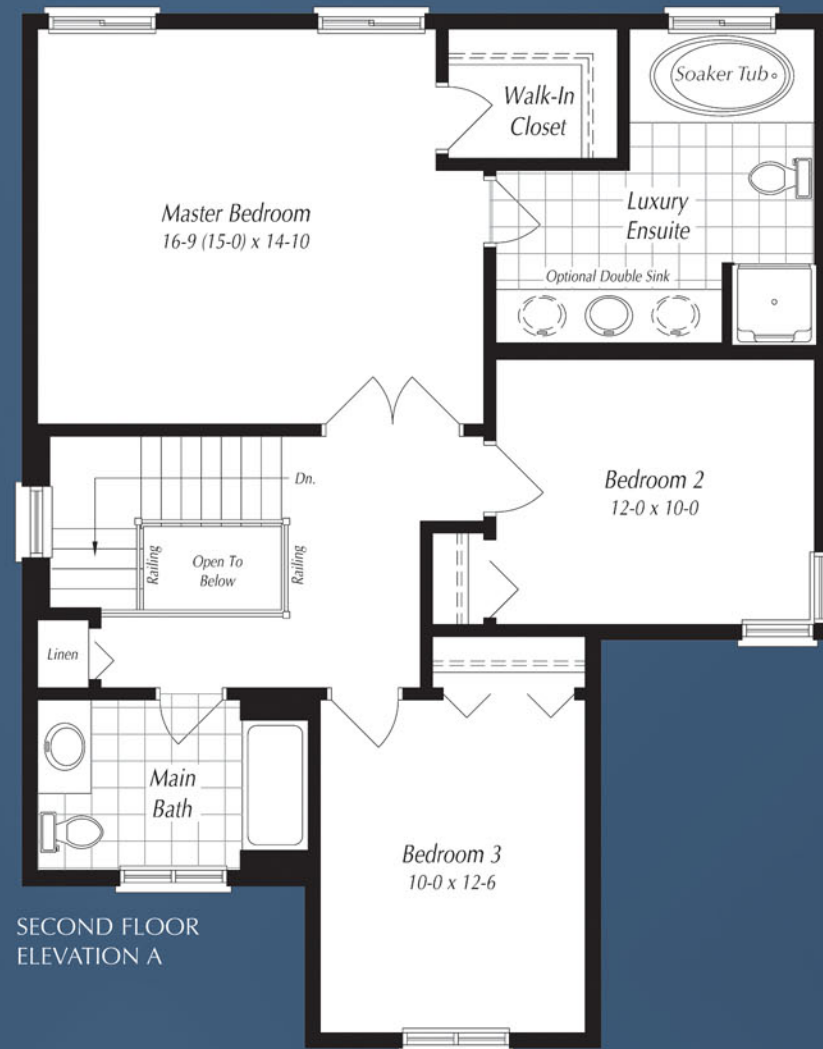 Soaker Tub
Walk-In
Closet
Master Bedroom
16-9 (15-0) x 14-10
Luxury
Ensuite
Optional Double Sink
Dn.
Bedroom 2
12-0 x 10-0
Railing
Open To
Below
Railing
Linen
Main
Bath
Bedroom 3
10-0 x 12-6
SECOND FLOOR
ELEVATION A